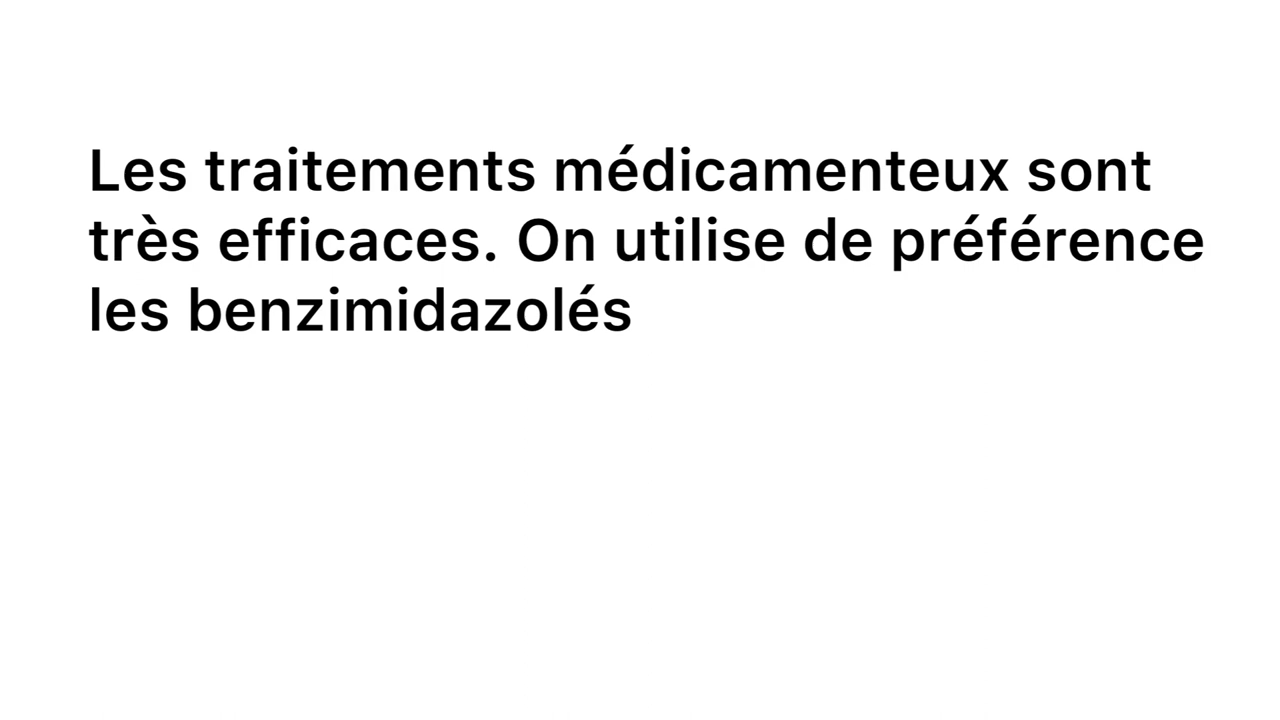 Les traitements médicamenteux sont
très efficaces. On utilise de préférence
les benzimidazolés